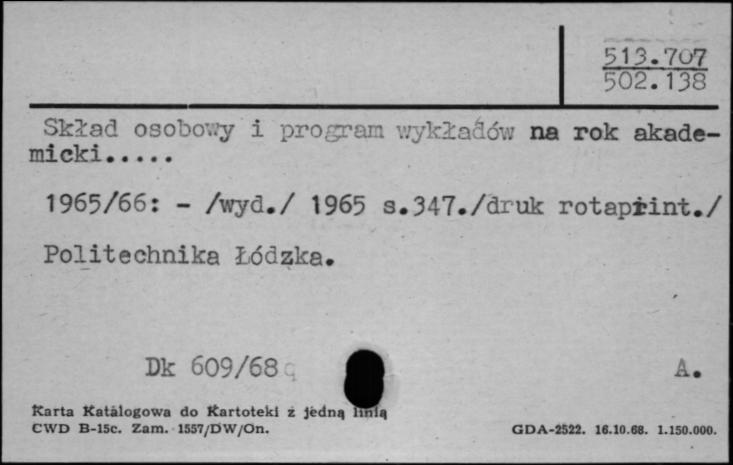 513.707
502.138
Skład osobowy i program wykładów na rok akade-
micki.....
1965/66: - /wyd./ 1965 s.347./druk rotaprint./
Politechnika Łódzka.
Dk 609/68q
A.
Karta Katalogowa do Kartoteki z jedną linią
CWD B-15c. Zam. 1557/DW/On.
GDA-2522. 16.10.68. 1.150.000.